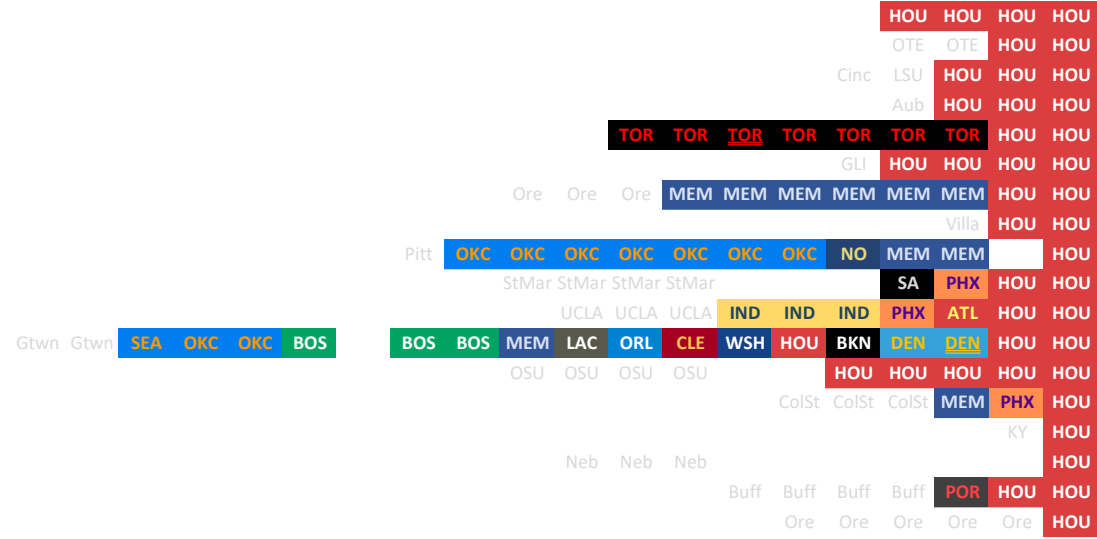 HOU HOU HOU HOU
OTE OTE HOU HOU
Cinc LSU HOU HOU HOU
Aub HOU HOU HOU
TOR TOR TOR TOR TOR TOR TOR HOU HOU
GLI HOU HOU HOU HOU
Ore Ore Ore MEM MEM MEM MEM MEM MEM HOU HOU
Villa HOU HOU
Pitt OKC OKC OKC OKC OKC OKC OKC NO MEM MEM HOU
StMar StMar StMar StMar SA PHX HOU HOU
UCLA UCLA UCLA IND IND IND PHX ATL HOU HOU
Gtwn Gtwn SEA OKC OKC BOS BOS BOS MEM LAC ORL CLE WSH HOU BKN DEN DEN HOU HOU
OSU OSU OSU OSU HOU HOU HOU HOU HOU
ColSt ColSt ColSt MEM PHX HOU
KY HOU
Neb Neb Neb HOU
Buff Buff Buff Buff POR HOU HOU
Ore Ore Ore Ore Ore HOU